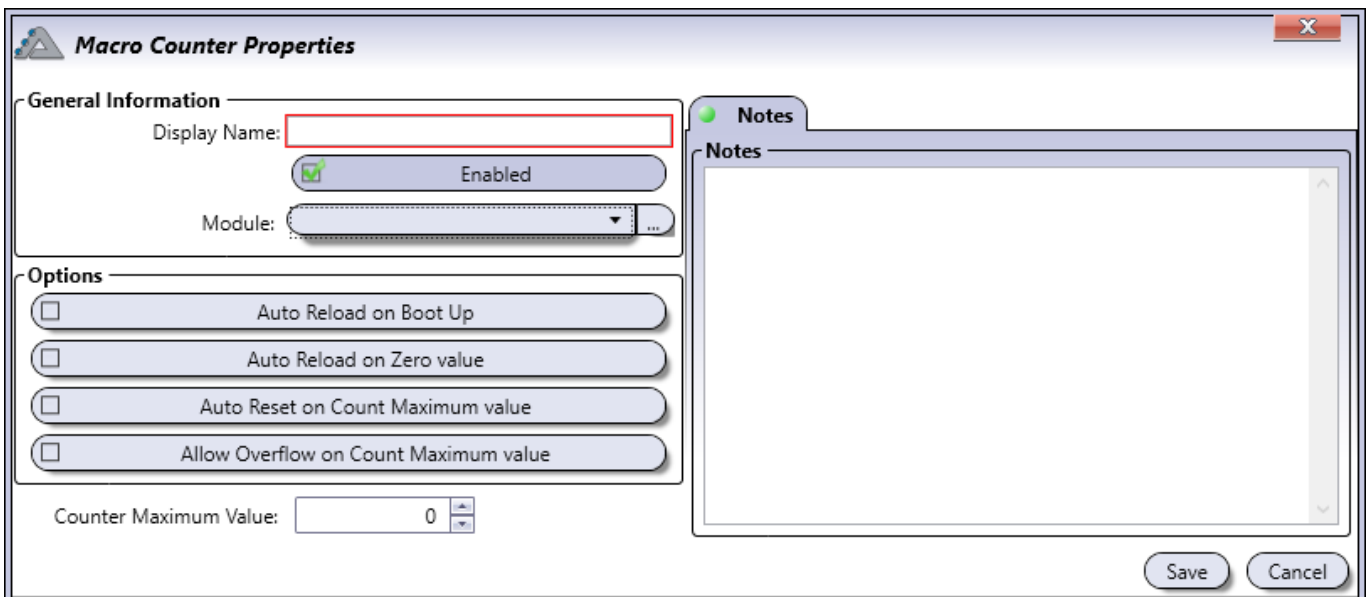 Macro Counter Properties
X
General Information
Display Name:
Enabled
Module:
...
Options
Auto Reload on Boot Up
Auto Reload on Zero value
Auto Reset on Count Maximum value
Allow Overflow on Count Maximum value
Counter Maximum Value: 0
Notes
Notes
Save Cancel